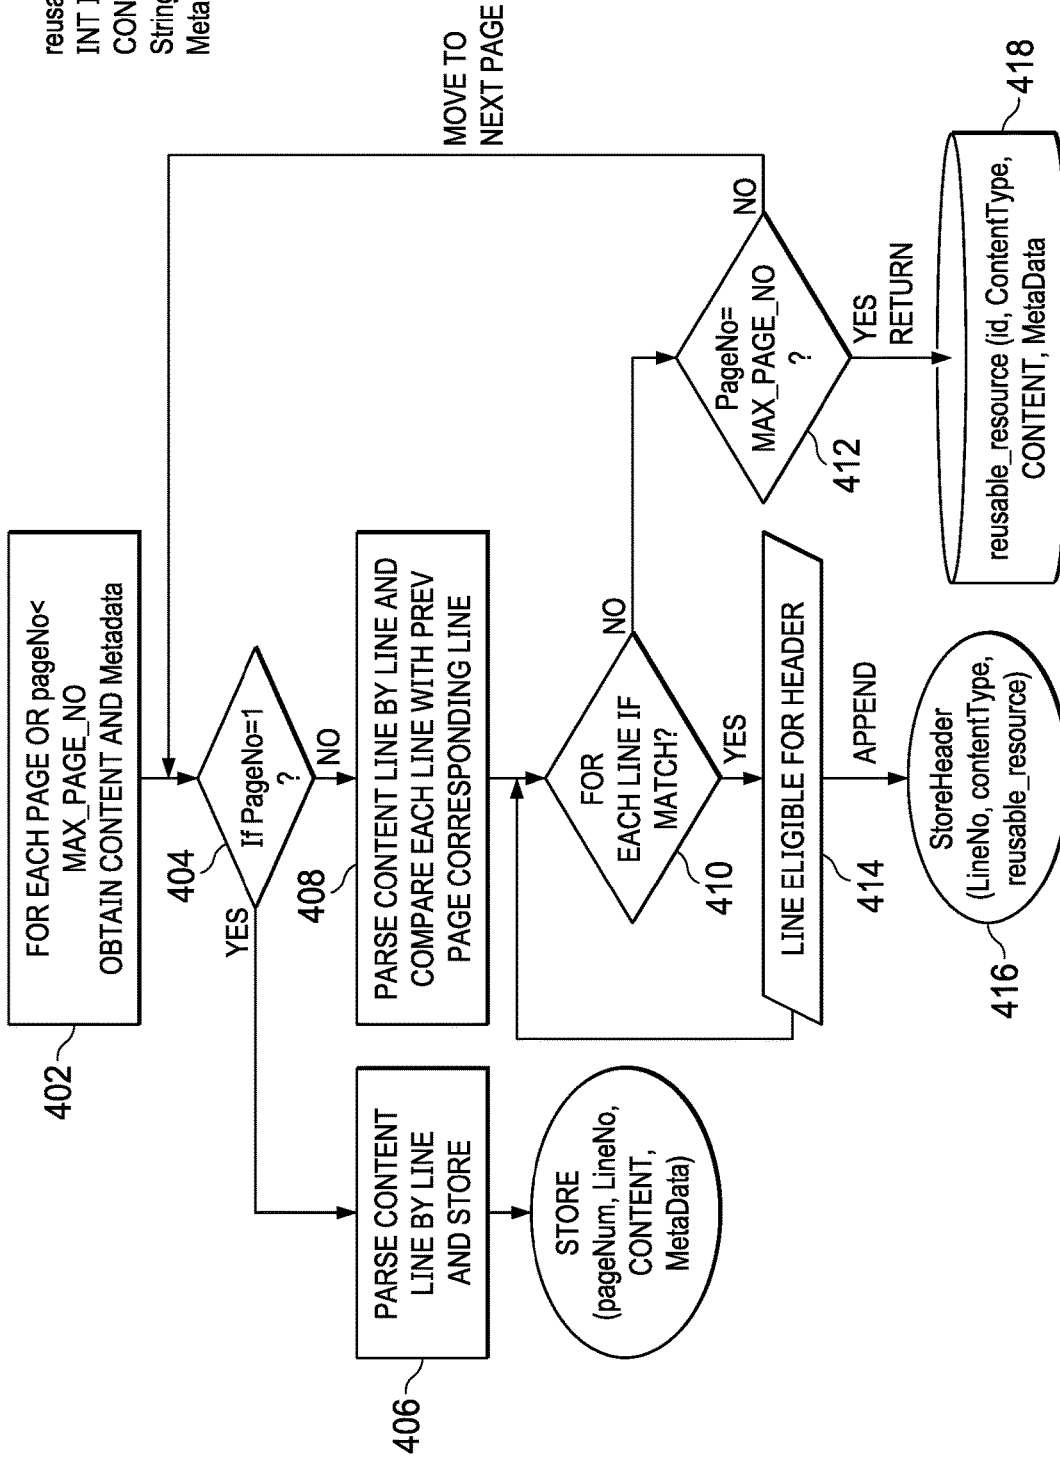 FOR EACH PAGE OR pageNo<
MAX_PAGE_NO
OBTAIN CONTENT AND Metadata
402
If PageNo=1
?
404
YES
NO
PARSE CONTENT
LINE BY LINE
AND STORE
406
STORE
(pageNum, LineNo,
CONTENT,
MetaData)
PARSE CONTENT LINE BY LINE AND
COMPARE EACH LINE WITH PREV
PAGE CORRESPONDING LINE
408
FOR
EACH LINE IF
MATCH?
410
NO
YES
LINE ELIGIBLE FOR HEADER
414
APPEND
StoreHeader
(LineNo, contentType,
reusable_resource)
416
PageNo=
MAX_PAGE_NO
?
412
NO
MOVE TO
NEXT PAGE
YES
RETURN
reusable_resource (id, ContentType,
CONTENT, MetaData
418
INT
CON
String
Meta